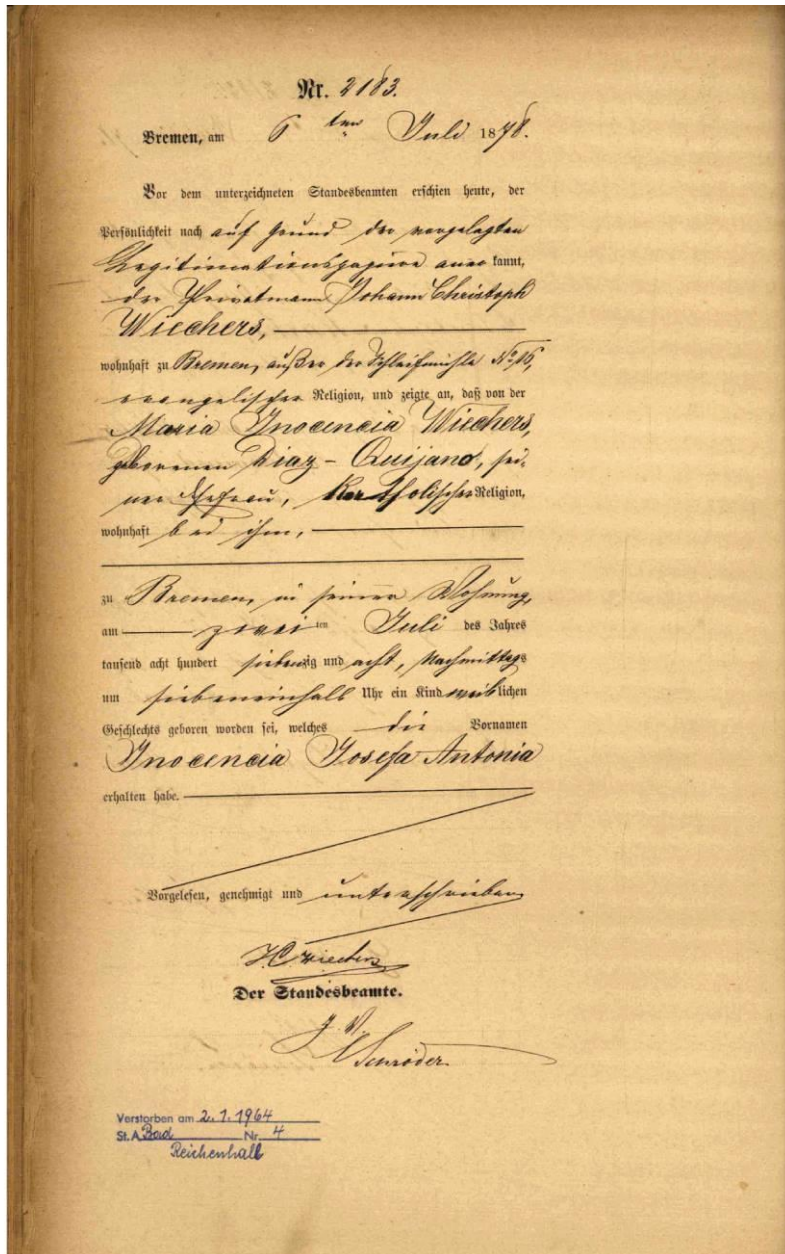 Nr. 2183.
Bremen, am 6 ten Juli 1878.
Vor dem unterzeichneten Standesbeamten erschien heute, der
Persönlichkeit nach auf Grund der vorgelegten
Legitimationspapiere anerkannt,
der Privatmann Johann Christoph
Wiechers,
wohnhaft zu Bremen, außer der Schleifmühle No. 16,
evangelischer Religion, und zeigte an, daß von der
Maria Inocencia Wiechers,
geborenen Diaz-Quijano, sei-
ner Ehefrau, katholischer Religion,
wohnhaft bei ihm,
zu Bremen, in seiner Wohnung,
am zweiten Juli des Jahres
tausend acht hundert siebenzig und acht, Nachmittags
um siebeneinhalb Uhr ein Kind weiblichen
Geschlechts geboren worden sei, welches die Vornamen
Inocencia Josefa Antonia
erhalten habe.
Vorgelesen, genehmigt und unterschrieben
J.C. Wiechers
Der Standesbeamte.
J. V.
Schröder.
Verstorben am 2.1.1964
St. A. Bad Nr. 4
Reichenhall